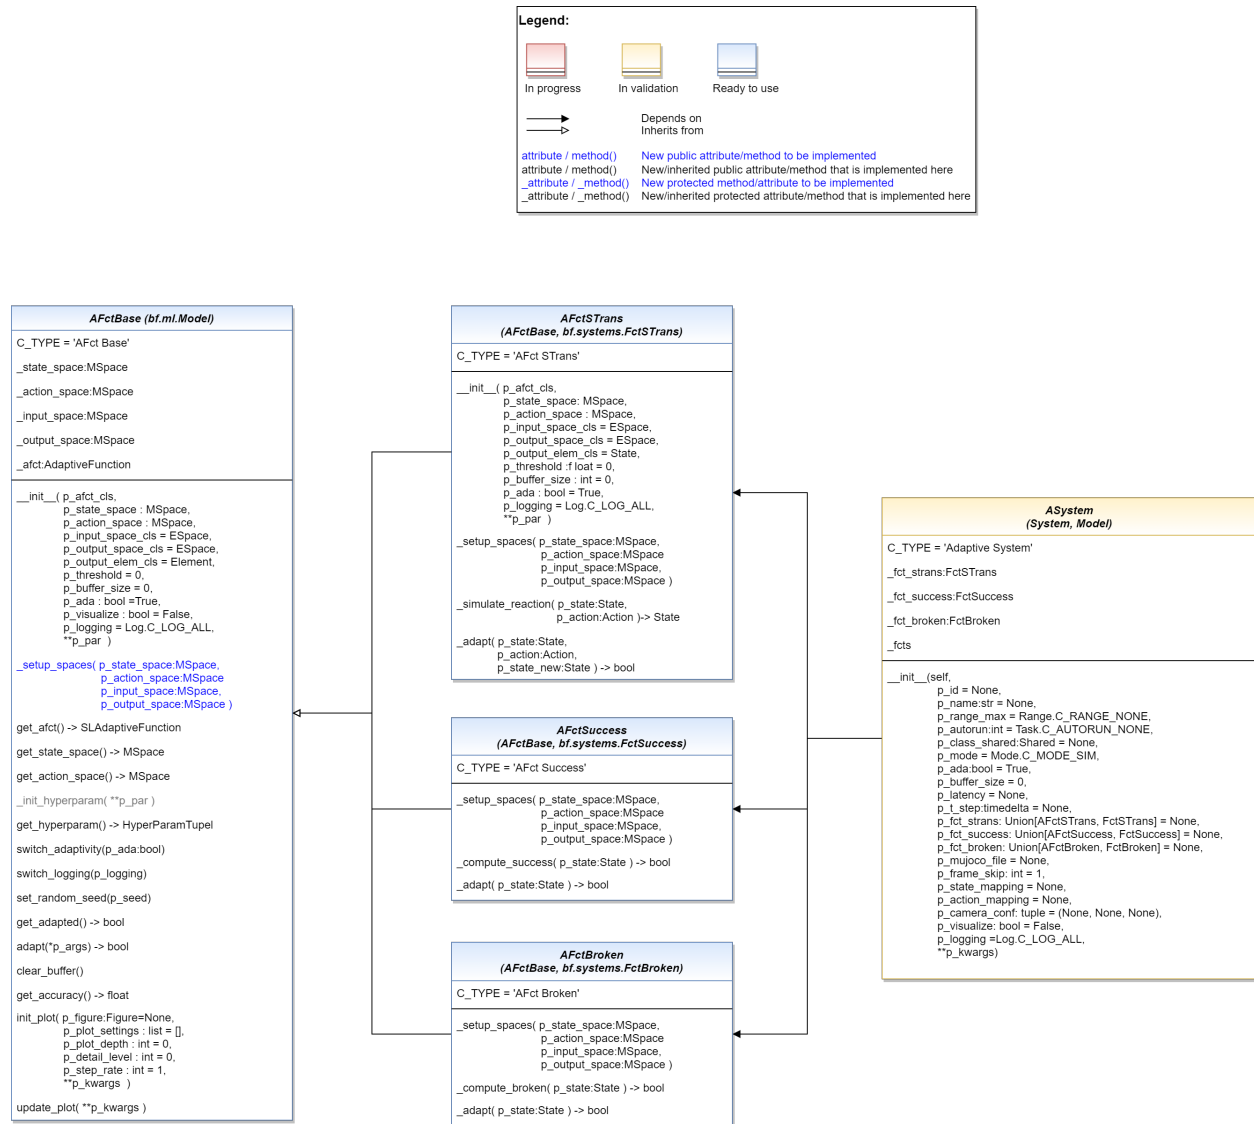 Legend:
In progress
In validation
Ready to use
Depends on
Inherits from
attribute / method() New public attribute/method to be implemented
attribute / method() New/inherited public attribute/method that is implemented here
_attribute / _method() New protected method/attribute to be implemented
_attribute / _method() New/inherited protected attribute/method that is implemented here
AFctBase (bf.ml.Model)
C_TYPE = 'AFct Base'
_state_space:MSpace
_action_space:MSpace
_input_space:MSpace
_output_space:MSpace
_afct:AdaptiveFunction
__init__( p_afct_cls,
p_state_space : MSpace,
p_action_space : MSpace,
p_input_space_cls = ESpace,
p_output_space_cls = ESpace,
p_output_elem_cls = Element,
p_threshold = 0,
p_buffer_size = 0,
p_ada : bool =True,
p_visualize : bool = False,
p_logging = Log.C_LOG_ALL,
**p_par )
_setup_spaces( p_state_space:MSpace,
p_action_space:MSpace
p_input_space:MSpace,
p_output_space:MSpace )
get_afct() -> SLAdaptiveFunction
get_state_space() -> MSpace
get_action_space() -> MSpace
_init_hyperparam( **p_par )
get_hyperparam() -> HyperParamTupel
switch_adaptivity(p_ada:bool)
switch_logging(p_logging)
set_random_seed(p_seed)
get_adapted() -> bool
adapt(*p_args) -> bool
clear_buffer()
get_accuracy() -> float
init_plot( p_figure:Figure=None,
p_plot_settings : list = [],
p_plot_depth : int = 0,
p_detail_level : int = 0,
p_step_rate : int = 1,
**p_kwargs )
update_plot( **p_kwargs )
AFctSTrans
(AFctBase, bf.systems.FctSTrans)
C_TYPE = 'AFct STrans'
__init__( p_afct_cls,
p_state_space: MSpace,
p_action_space : MSpace,
p_input_space_cls = ESpace,
p_output_space_cls = ESpace,
p_output_elem_cls = State,
p_threshold :f loat = 0,
p_buffer_size : int = 0,
p_ada : bool = True,
p_logging = Log.C_LOG_ALL,
**p_par )
_setup_spaces( p_state_space:MSpace,
p_action_space:MSpace
p_input_space:MSpace,
p_output_space:MSpace )
_simulate_reaction( p_state:State,
p_action:Action )-> State
_adapt( p_state:State,
p_action:Action,
p_state_new:State ) -> bool
AFctSuccess
(AFctBase, bf.systems.FctSuccess)
C_TYPE = 'AFct Success'
_setup_spaces( p_state_space:MSpace,
p_action_space:MSpace
p_input_space:MSpace,
p_output_space:MSpace )
_compute_success( p_state:State ) -> bool
_adapt( p_state:State ) -> bool
AFctBroken
(AFctBase, bf.systems.FctBroken)
C_TYPE = 'AFct Broken'
_setup_spaces( p_state_space:MSpace,
p_action_space:MSpace
p_input_space:MSpace,
p_output_space:MSpace )
_compute_broken( p_state:State ) -> bool
_adapt( p_state:State ) -> bool
ASystem
(System, Model)
C_TYPE = 'Adaptive System'
_fct_strans:FctSTrans
_fct_success:FctSuccess
_fct_broken:FctBroken
_fcts
__init__(self,
p_id = None,
p_name:str = None,
p_range_max = Range.C_RANGE_NONE,
p_autorun:int = Task.C_AUTORUN_NONE,
p_class_shared:Shared = None,
p_mode = Mode.C_MODE_SIM,
p_ada:bool = True,
p_buffer_size = 0,
p_latency = None,
p_t_step:timedelta = None,
p_fct_strans: Union[AFctSTrans, FctSTrans] = None,
p_fct_success: Union[AFctSuccess, FctSuccess] = None,
p_fct_broken: Union[AFctBroken, FctBroken] = None,
p_mujoco_file = None,
p_frame_skip: int = 1,
p_state_mapping = None,
p_action_mapping = None,
p_camera_conf: tuple = (None, None, None),
p_visualize: bool = False,
p_logging =Log.C_LOG_ALL,
**p_kwargs)